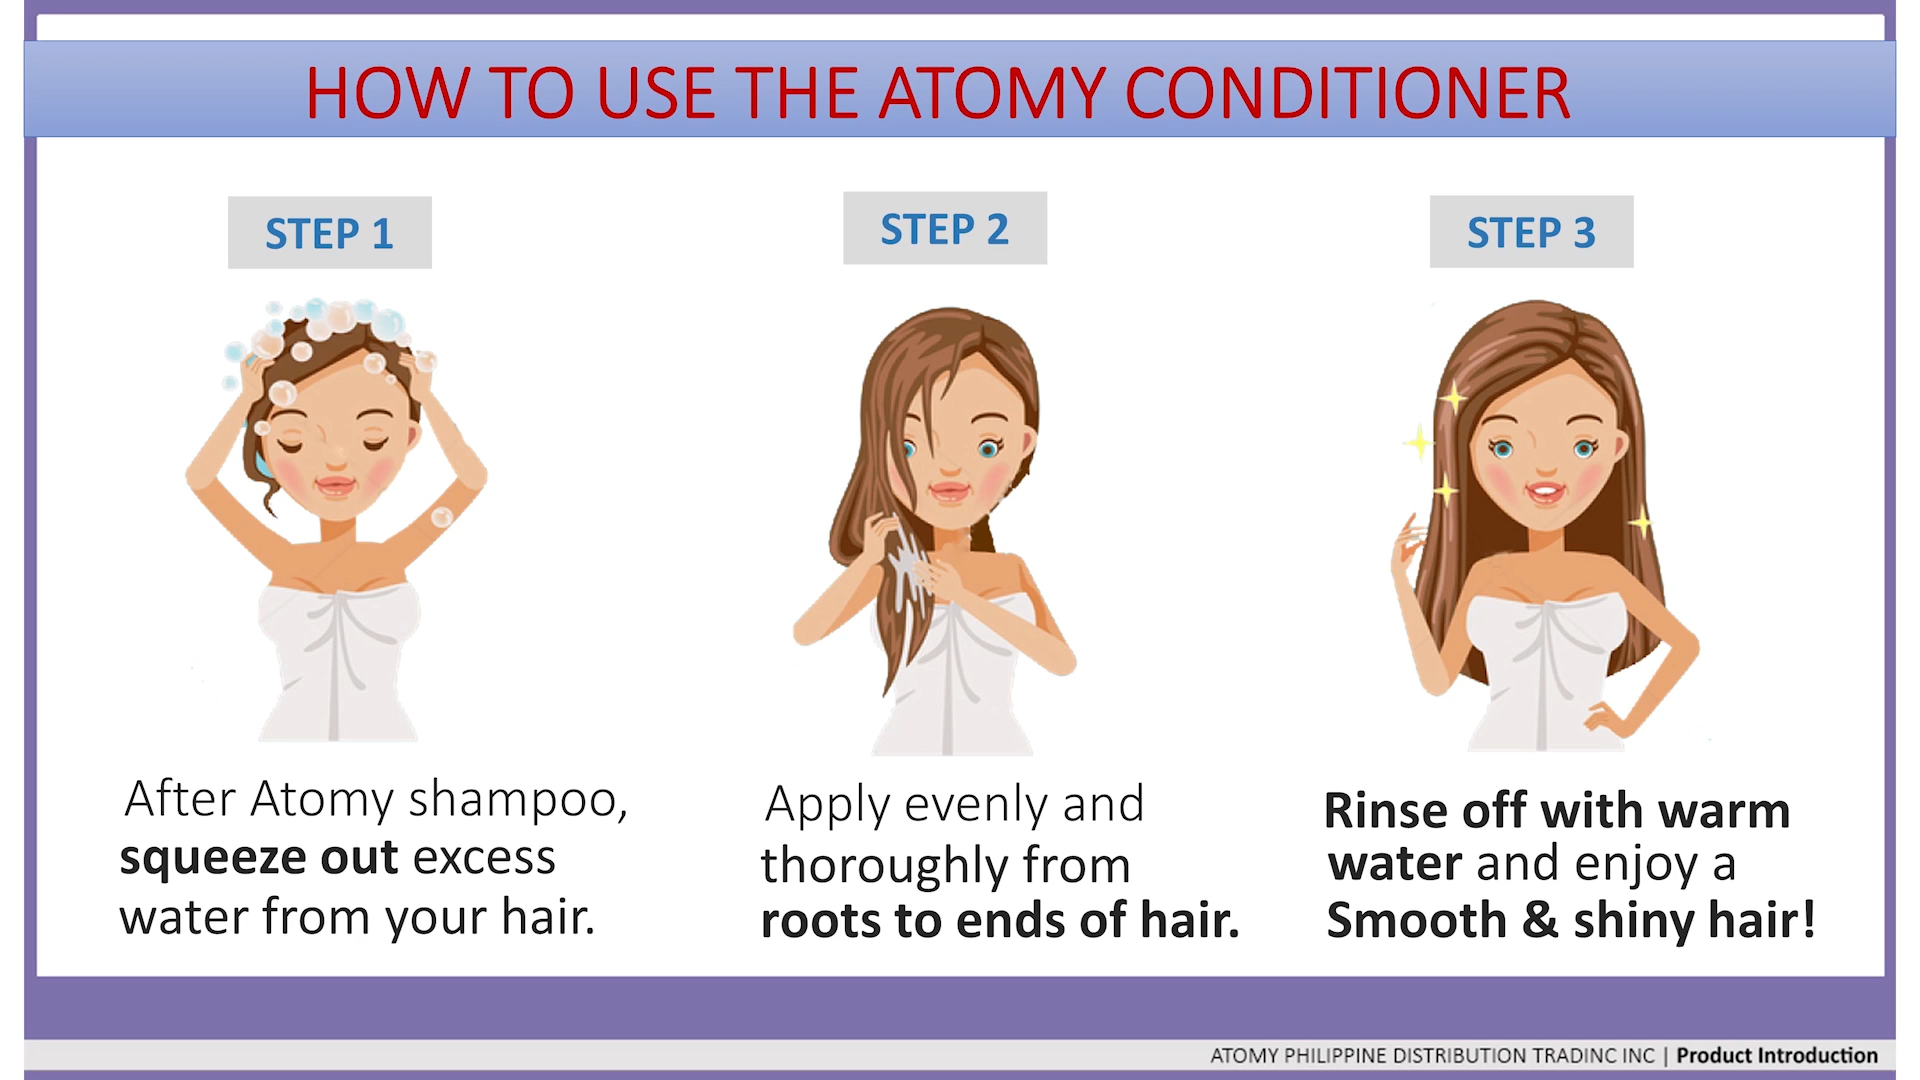 HOW TO USE THE ATOMY CONDITIONER
STEP 1
After Atomy shampoo,
squeeze out excess
water from your hair.
STEP 2
Apply evenly and
thoroughly from
roots to ends of hair.
STEP 3
Rinse off with warm
water and enjoy a
Smooth & shiny hair!
ATOMY PHILIPPINE DISTRIBUTION TRADINC INC | Product Introduction